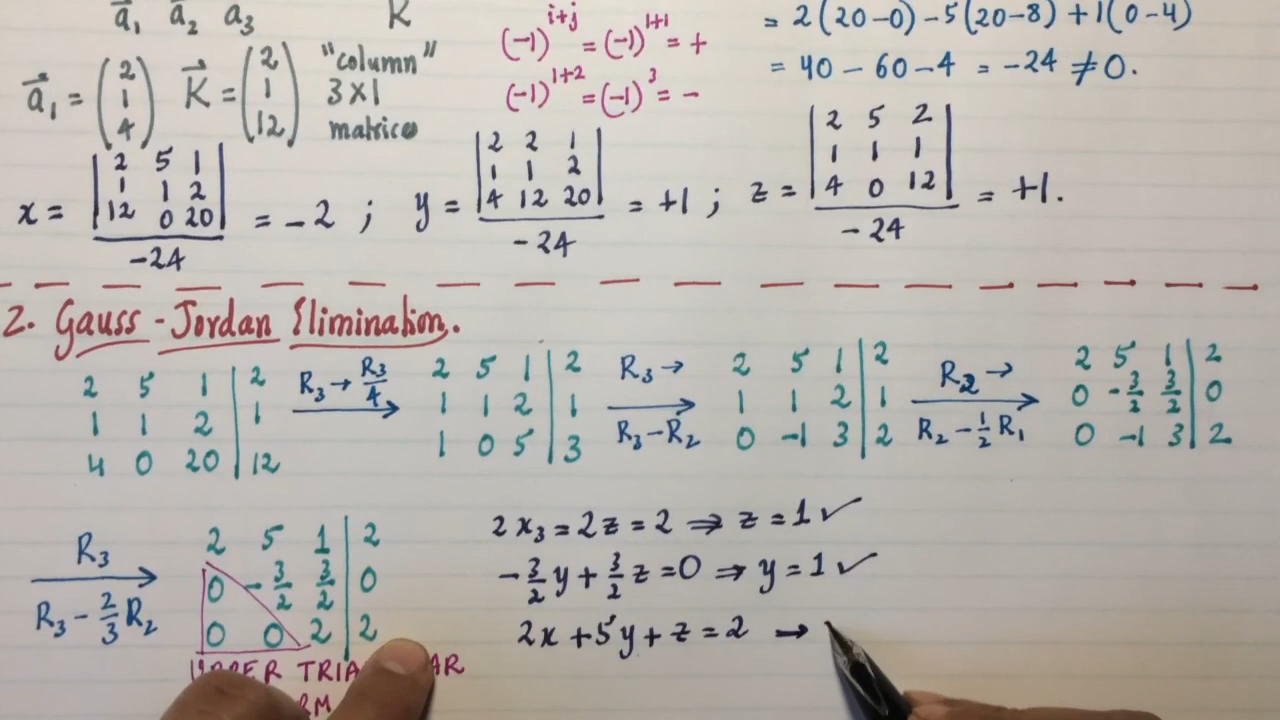 a⃗₁ a⃗₂ a₃ K
(-1)^{i+j} = (-1)^{1+1} = +
(-1)^{1+2} = (-1)^3 = -
= 2(20-0) - 5(20-8) + 1(0-4)
= 40 - 60 - 4 = -24 ≠ 0.
a⃗₁ = (2 1 4) K⃗ = (2 1 12) "column"
3×1
matrices
x = |2 5 1
1 1 2
12 0 20| / -24 = -2 ;
y = |2 2 1
1 1 2
4 12 20| / -24 = +1 ;
z = |2 5 2
1 1 1
4 0 12| / -24 = +1.
2. Gauss-Jordan Elimination.
2 5 1 | 2
1 1 2 | 1
4 0 20 | 12
R₃ → R₃/4
2 5 1 | 2
1 1 2 | 1
1 0 5 | 3
R₃ →
R₃ - R₂
2 5 1 | 2
1 1 2 | 1
0 -1 3 | 2
R₂ →
R₂ - 1/2 R₁
2 5 1 | 2
0 -3/2 3/2 | 0
0 -1 3 | 2
R₃
R₃ - 2/3 R₂
2 5 1 | 2
0 -3/2 3/2 | 0
0 0 2 | 2
2x₃ = 2z = 2 ⇒ z = 1 ✓
-3/2 y + 3/2 z = 0 ⇒ y = 1 ✓
2x + 5y + z = 2 →
UPPER